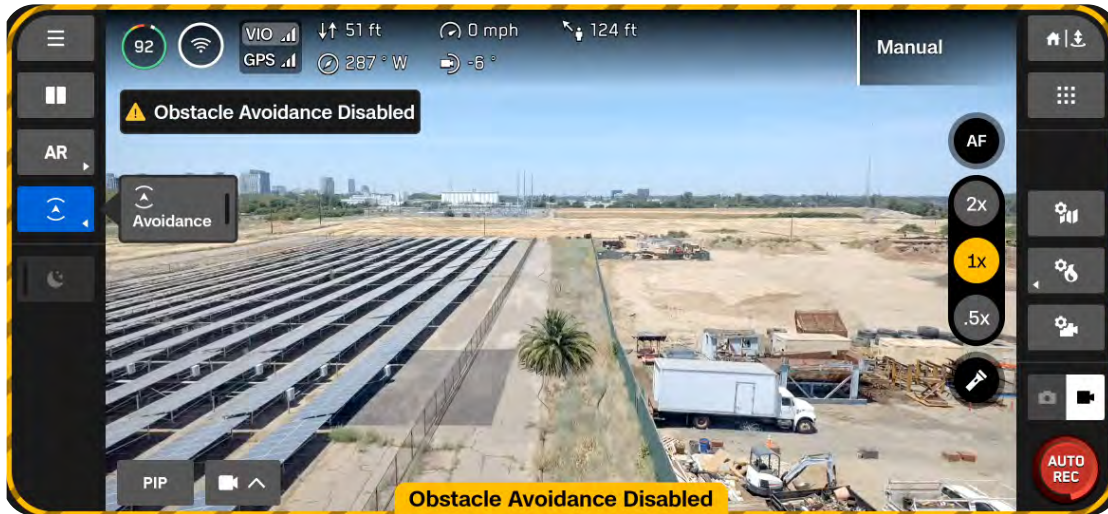 92
VIO
51 ft
0 mph
124 ft
GPS
287 ° W
-6 °
Manual
Obstacle Avoidance Disabled
AR
AF
Avoidance
2x
1x
.5x
PIP
AUTO
REC
Obstacle Avoidance Disabled